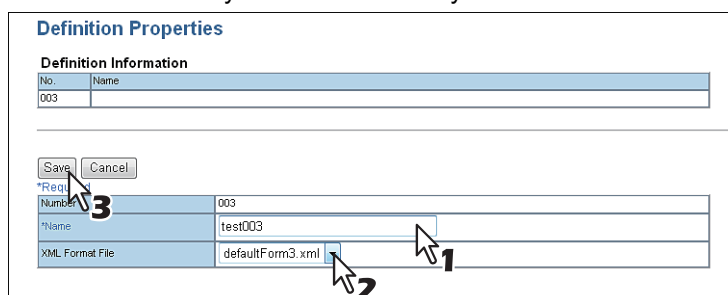 Definition Properties
Definition Information
No. Name
003
Save Cancel
3
Number 003
*Name test003
1
XML Format File defaultForm3.xml
2